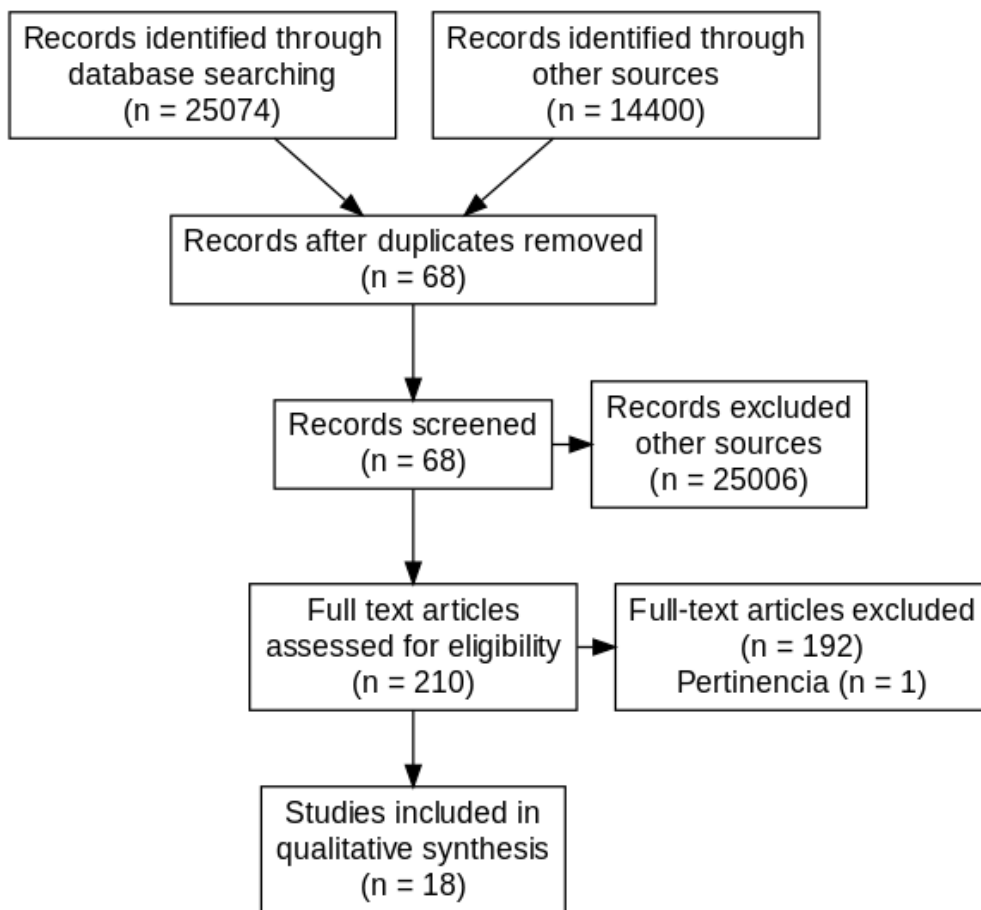 Records identified through
database searching
(n = 25074)
Records identified through
other sources
(n = 14400)
Records after duplicates removed
(n = 68)
Records screened
(n = 68)
Records excluded
other sources
(n = 25006)
Full text articles
assessed for eligibility
(n = 210)
Full-text articles excluded
(n = 192)
Pertinencia (n = 1)
Studies included in
qualitative synthesis
(n = 18)